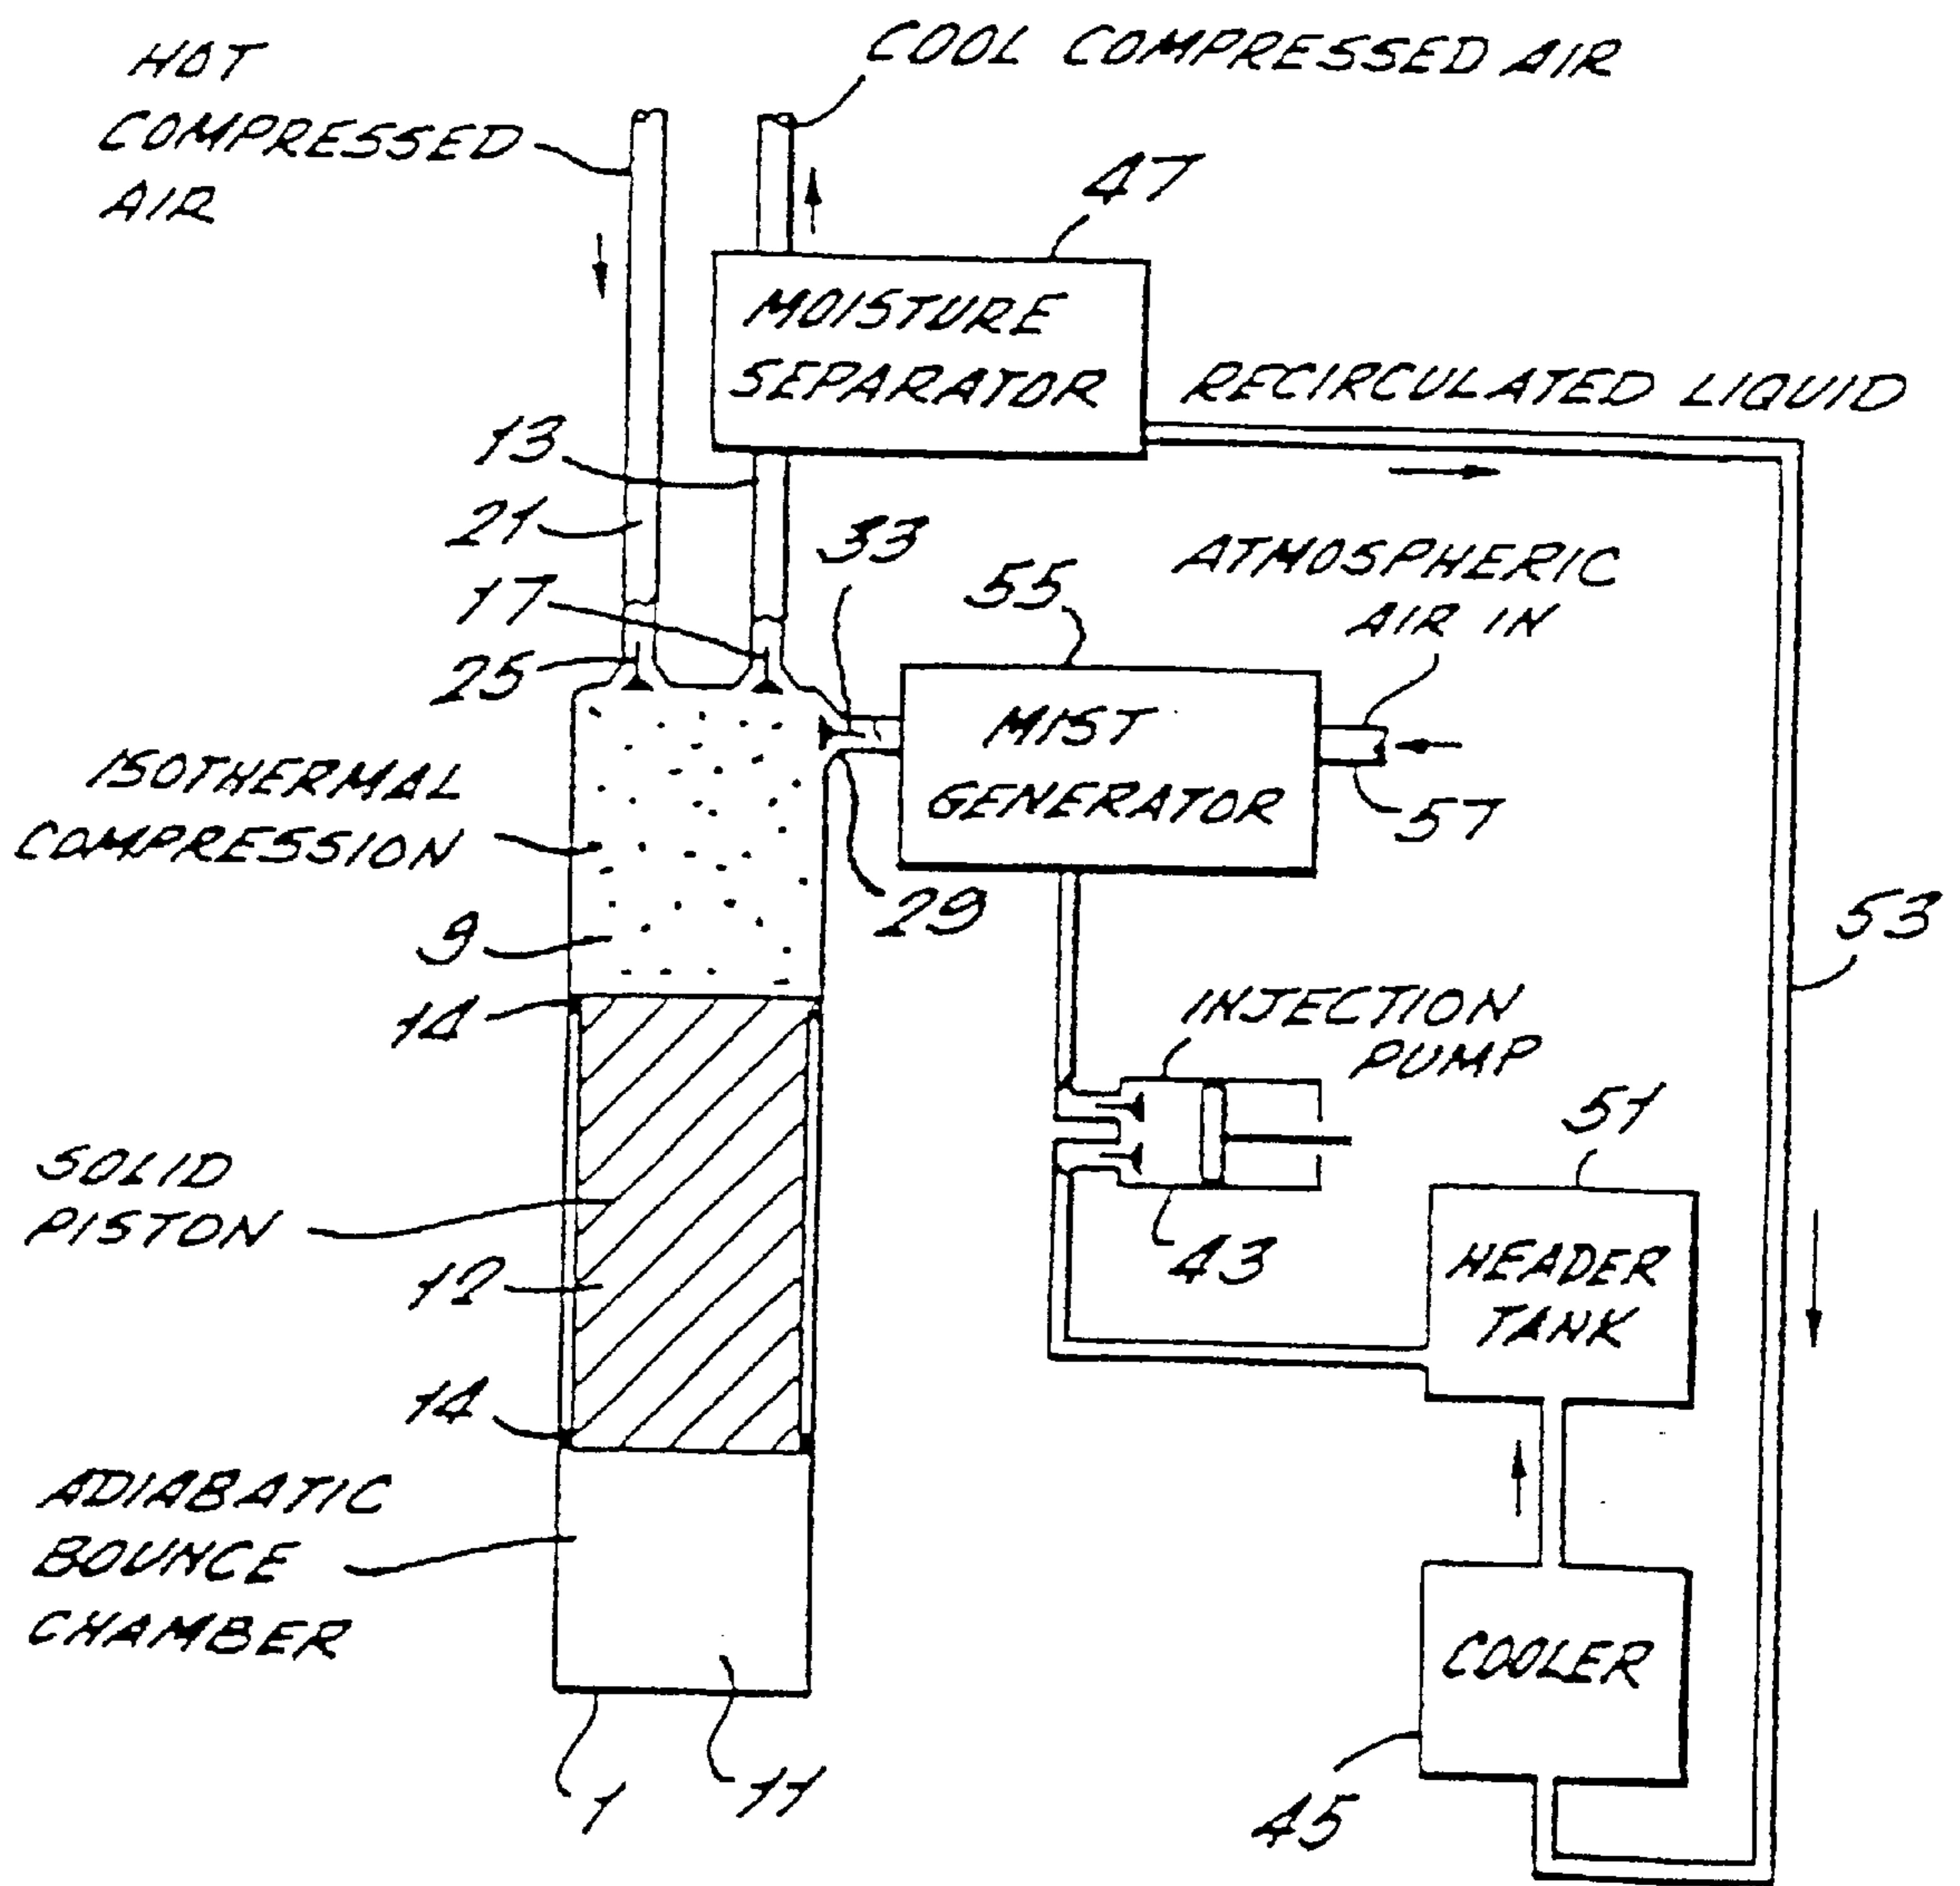 HOT
COMPRESSED
AIR
COOL COMPRESSED AIR
47
MOISTURE
SEPARATOR
RECIRCULATED LIQUID
13
21
17
25
33
55
ATMOSPHERIC
AIR IN
MIST
GENERATOR
57
ISOTHERMAL
COMPRESSION
29
53
9
14
INJECTION
PUMP
51
SOLID
PISTON
12
43
HEADER
TANK
14
ADIABATIC
BOUNCE
CHAMBER
COOLER
45
1
11